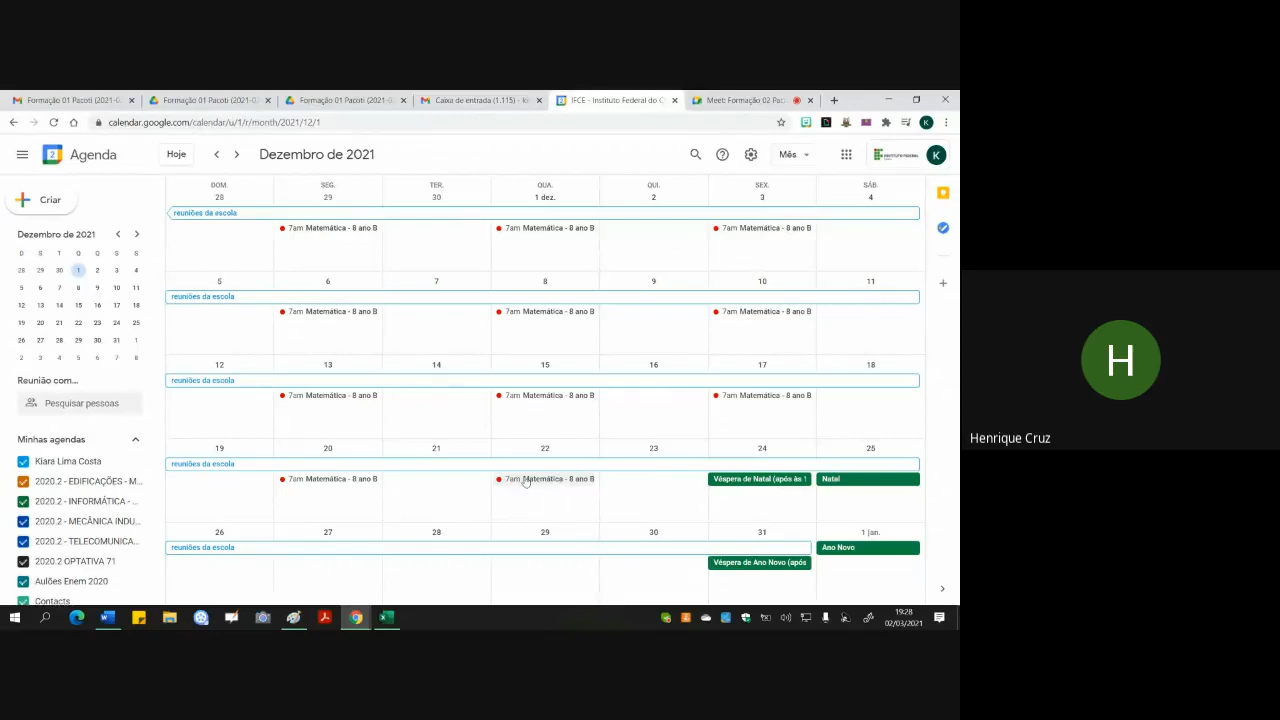 Formação 01 Pacoti (2021-0
Formação 01 Pacoti (2021-02
Formação 01 Pacoti (2021-02
Caixa de entrada (1.115) - ki
IFCE - Instituto Federal do C
Meet: Formação 02 Pac
calendar.google.com/calendar/u/1/r/month/2021/12/1
K
2 Agenda
Hoje
Dezembro de 2021
Mês
INSTITUTO FEDERAL
K
Criar
Dezembro de 2021
D S T Q Q S S
28 29 30 1 2 3 4
5 6 7 8 9 10 11
12 13 14 15 16 17 18
19 20 21 22 23 24 25
26 27 28 29 30 31 1
2 3 4 5 6 7 8
Reunião com...
Pesquisar pessoas
Minhas agendas
Kiara Lima Costa
2020.2 - EDIFICAÇÕES - M...
2020.2 - INFORMÁTICA - ...
2020.2 - MECÂNICA INDU...
2020.2 - TELECOMUNICA...
2020.2 OPTATIVA 71
Aulões Enem 2020
Contacts
DOM. SEG. TER. QUA. QUI. SEX. SÁB.
28 29 30 1 dez. 2 3 4
reuniões da escola
7am Matemática - 8 ano B 7am Matemática - 8 ano B 7am Matemática - 8 ano B
5 6 7 8 9 10 11
reuniões da escola
7am Matemática - 8 ano B 7am Matemática - 8 ano B 7am Matemática - 8 ano B
12 13 14 15 16 17 18
reuniões da escola
7am Matemática - 8 ano B 7am Matemática - 8 ano B 7am Matemática - 8 ano B
19 20 21 22 23 24 25
reuniões da escola
7am Matemática - 8 ano B 7am Matemática - 8 ano B Véspera de Natal (após às 1 Natal
26 27 28 29 30 31 1 jan.
reuniões da escola Ano Novo
Véspera de Ano Novo (após
19:28
02/03/2021
H
Henrique Cruz